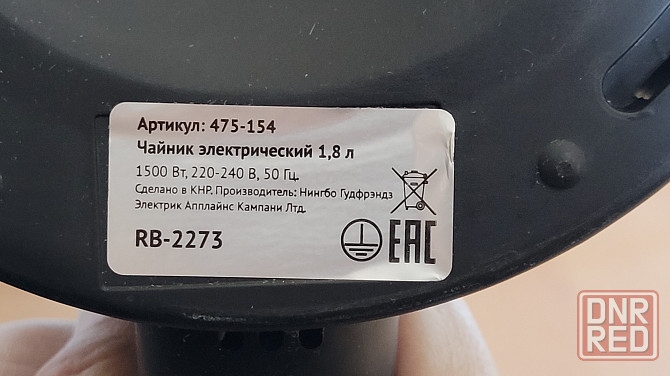 Артикул: 475-154
Чайник электрический 1,8 л
1500 Вт, 220-240 В, 50 Гц.
Сделано в КНР. Производитель: Нингбо Гудфрэндз
Электрик Апплайнс Кампани Лтд.
RB-2273
EAC
DNR
RED